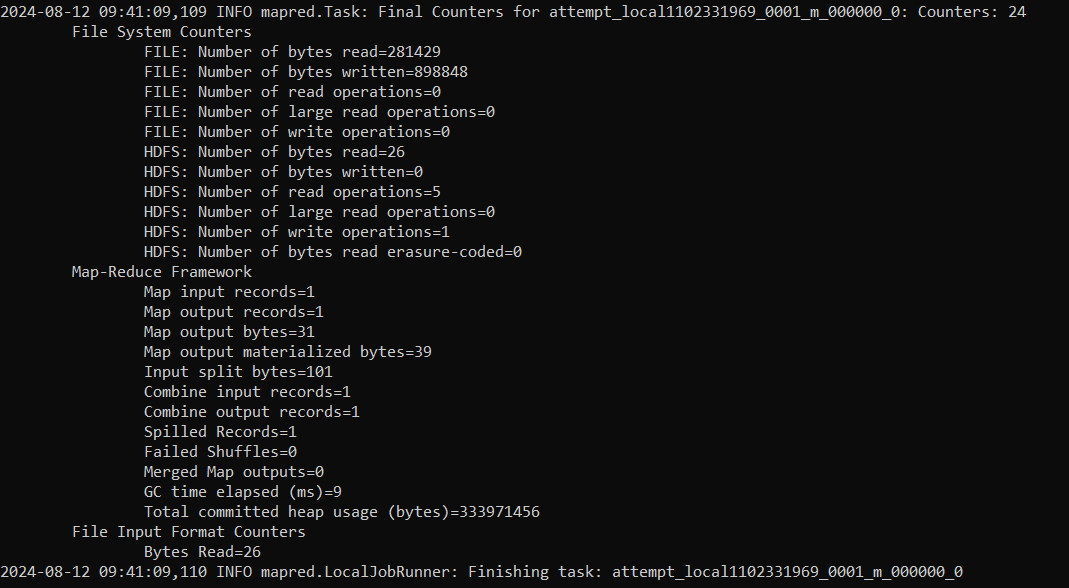 2024-08-12 09:41:09,109 INFO mapred.Task: Final Counters for attempt_local1102331969_0001_m_000000_0: Counters: 24
File System Counters
FILE: Number of bytes read=281429
FILE: Number of bytes written=898848
FILE: Number of read operations=0
FILE: Number of large read operations=0
FILE: Number of write operations=0
HDFS: Number of bytes read=26
HDFS: Number of bytes written=0
HDFS: Number of read operations=5
HDFS: Number of large read operations=0
HDFS: Number of write operations=1
HDFS: Number of bytes read erasure-coded=0
Map-Reduce Framework
Map input records=1
Map output records=1
Map output bytes=31
Map output materialized bytes=39
Input split bytes=101
Combine input records=1
Combine output records=1
Spilled Records=1
Failed Shuffles=0
Merged Map outputs=0
GC time elapsed (ms)=9
Total committed heap usage (bytes)=333971456
File Input Format Counters
Bytes Read=26
2024-08-12 09:41:09,110 INFO mapred.LocalJobRunner: Finishing task: attempt_local1102331969_0001_m_000000_0